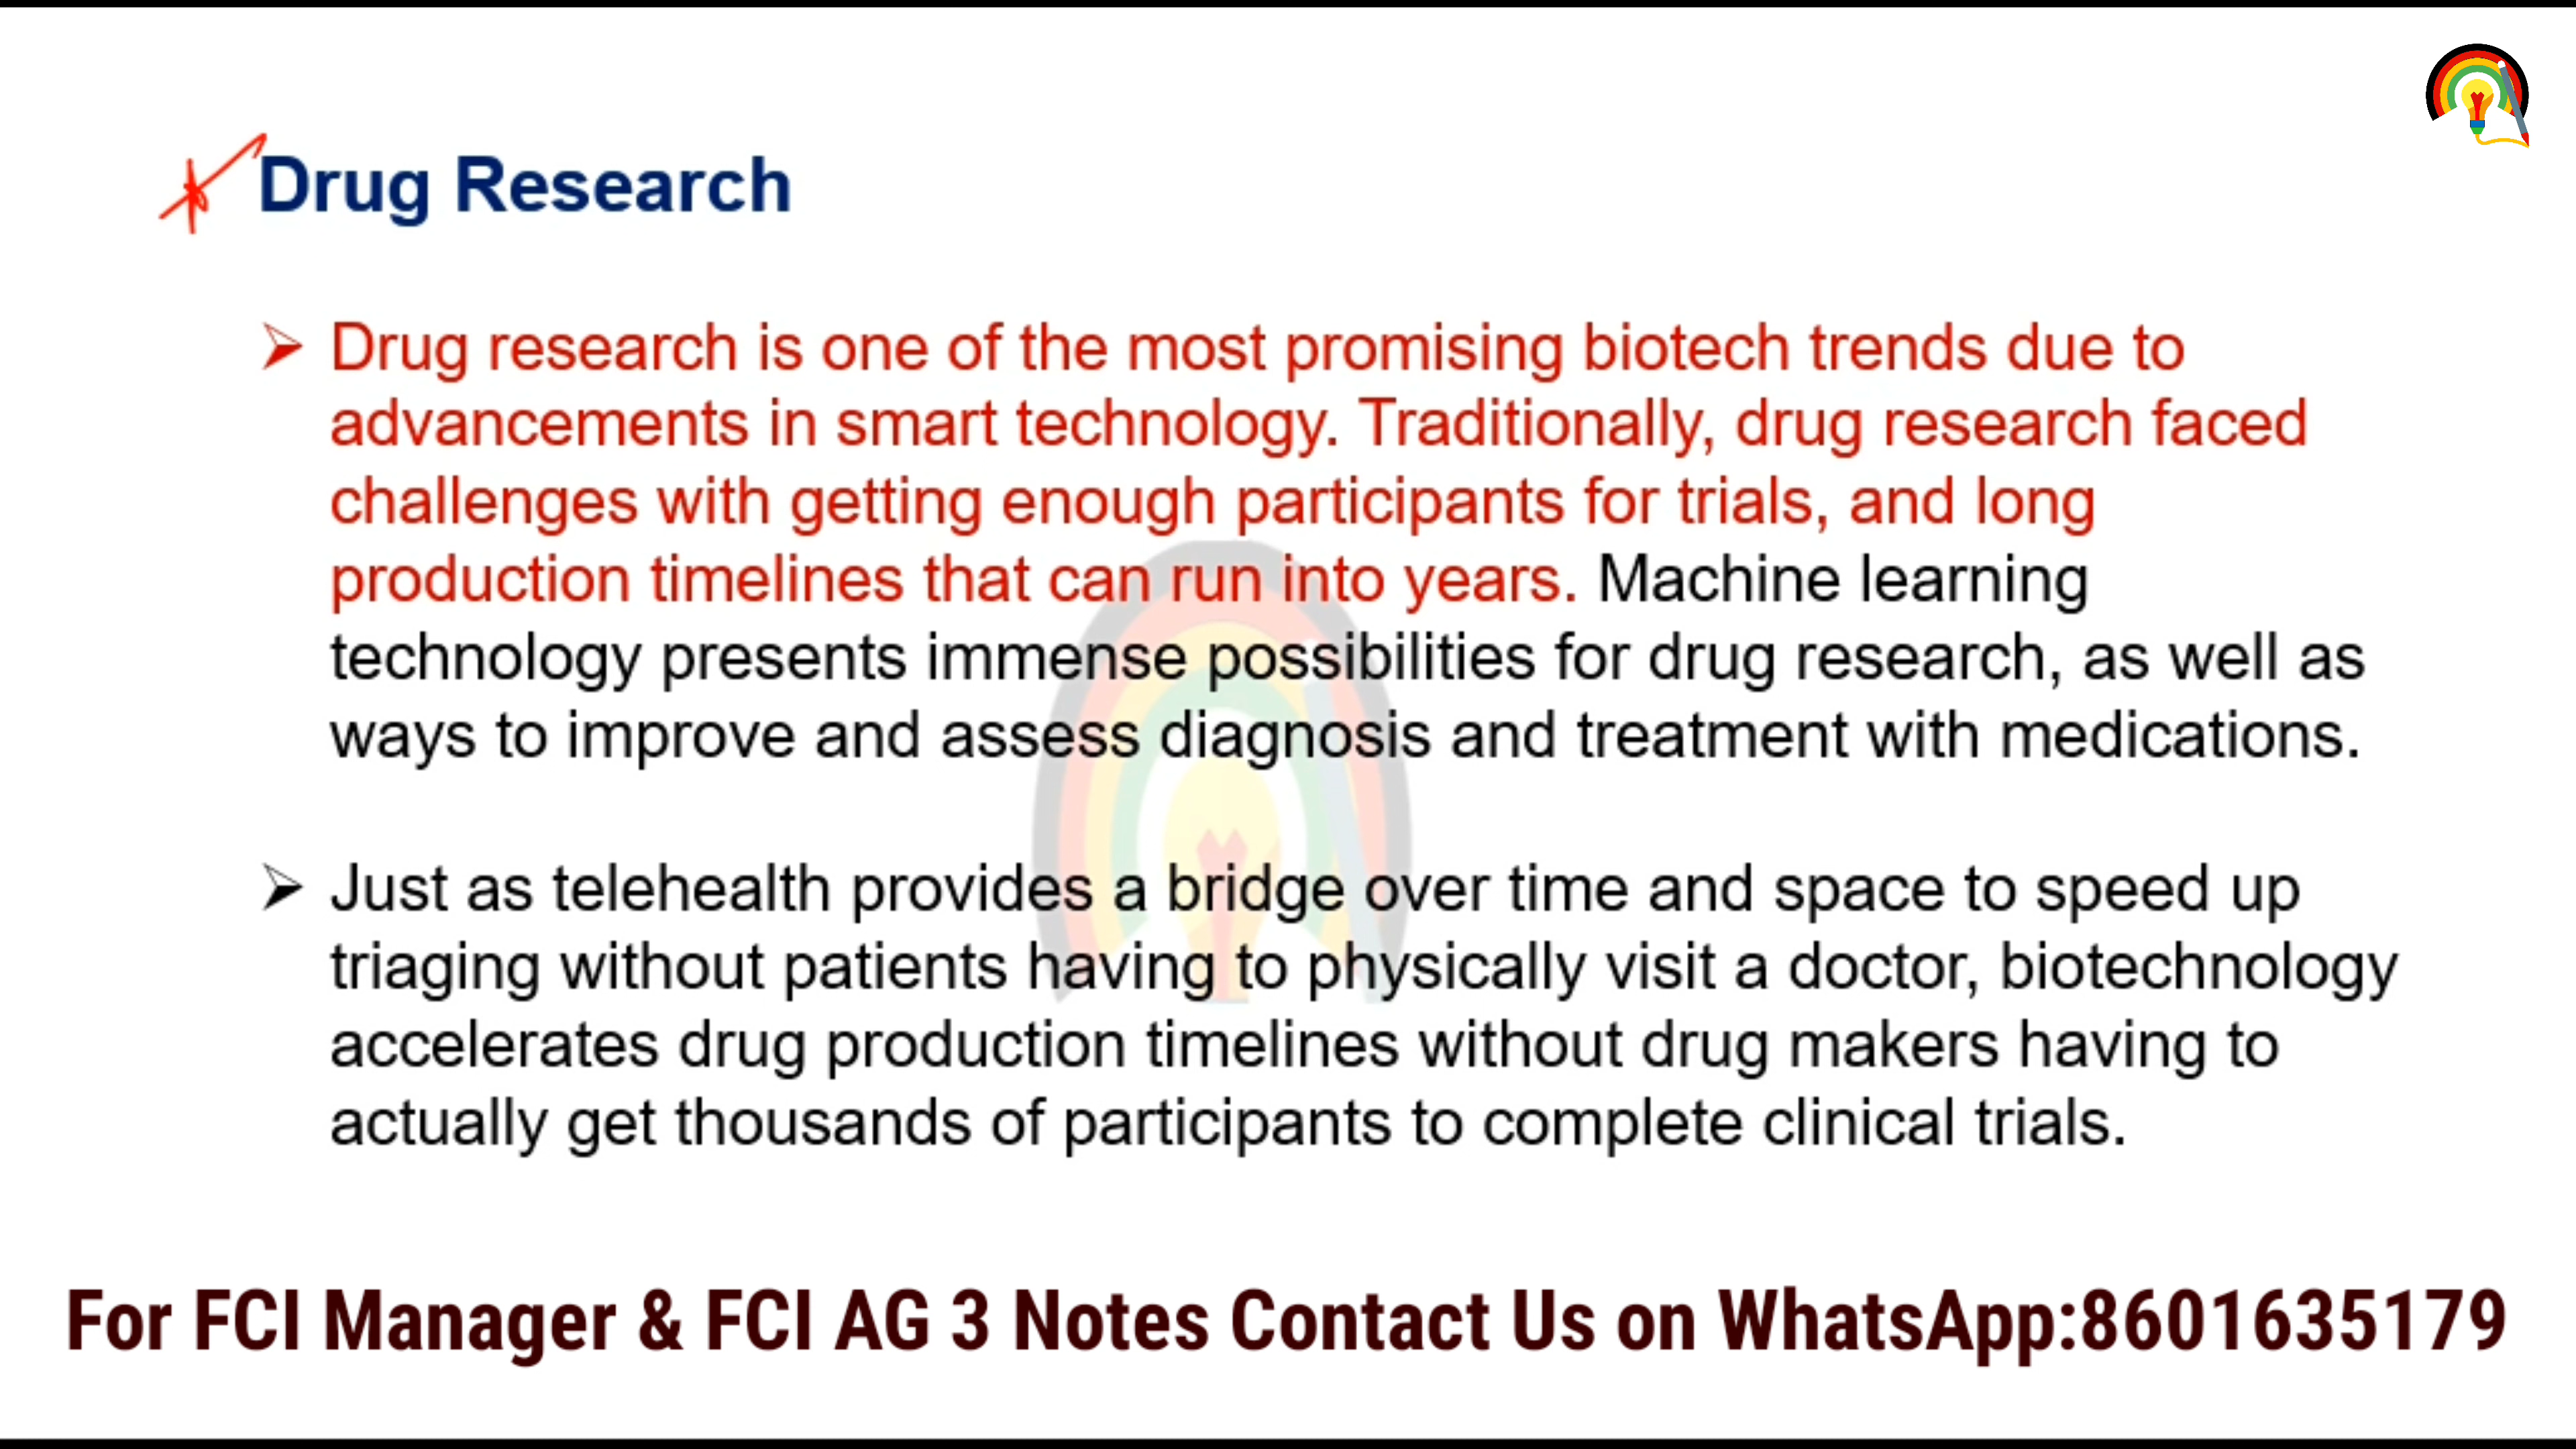 Drug Research
➢ Drug research is one of the most promising biotech trends due to
advancements in smart technology. Traditionally, drug research faced
challenges with getting enough participants for trials, and long
production timelines that can run into years. Machine learning
technology presents immense possibilities for drug research, as well as
ways to improve and assess diagnosis and treatment with medications.
➢ Just as telehealth provides a bridge over time and space to speed up
triaging without patients having to physically visit a doctor, biotechnology
accelerates drug production timelines without drug makers having to
actually get thousands of participants to complete clinical trials.
For FCI Manager & FCI AG 3 Notes Contact Us on WhatsApp:8601635179